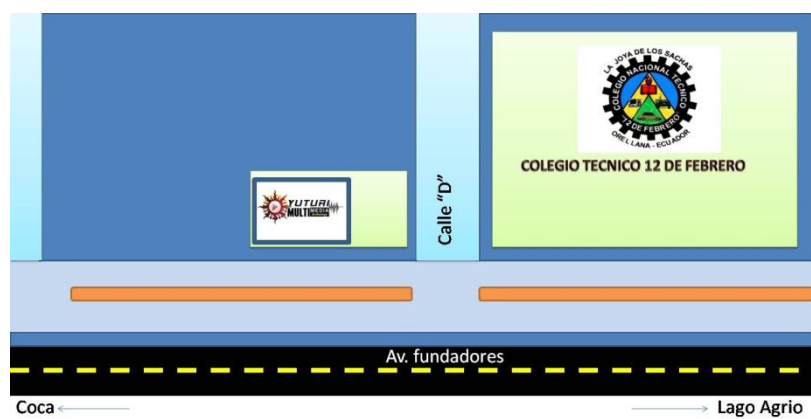 LA JOYA DE LOS SACHAS
COLEGIO NACIONAL TECNICO
12 DE FEBRERO
ORELLANA - ECUADOR
COLEGIO TECNICO 12 DE FEBRERO
YUTURI
MULTIMEDIA
Calle "D"
Av. fundadores
Coca
Lago Agrio